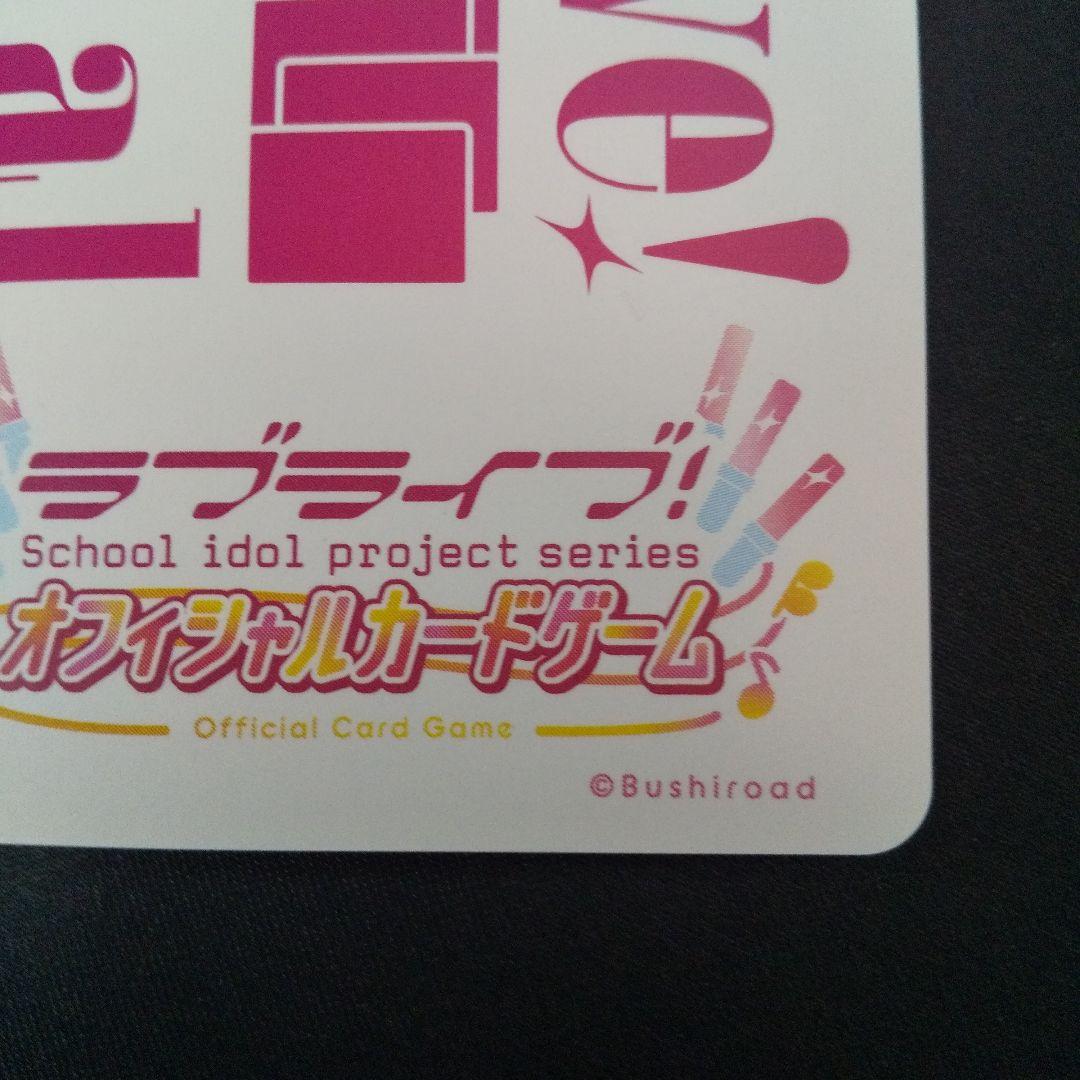 ve!
ラブライブ!
School idol project series
オフィシャルカードゲーム
Official Card Game
©Bushiroad